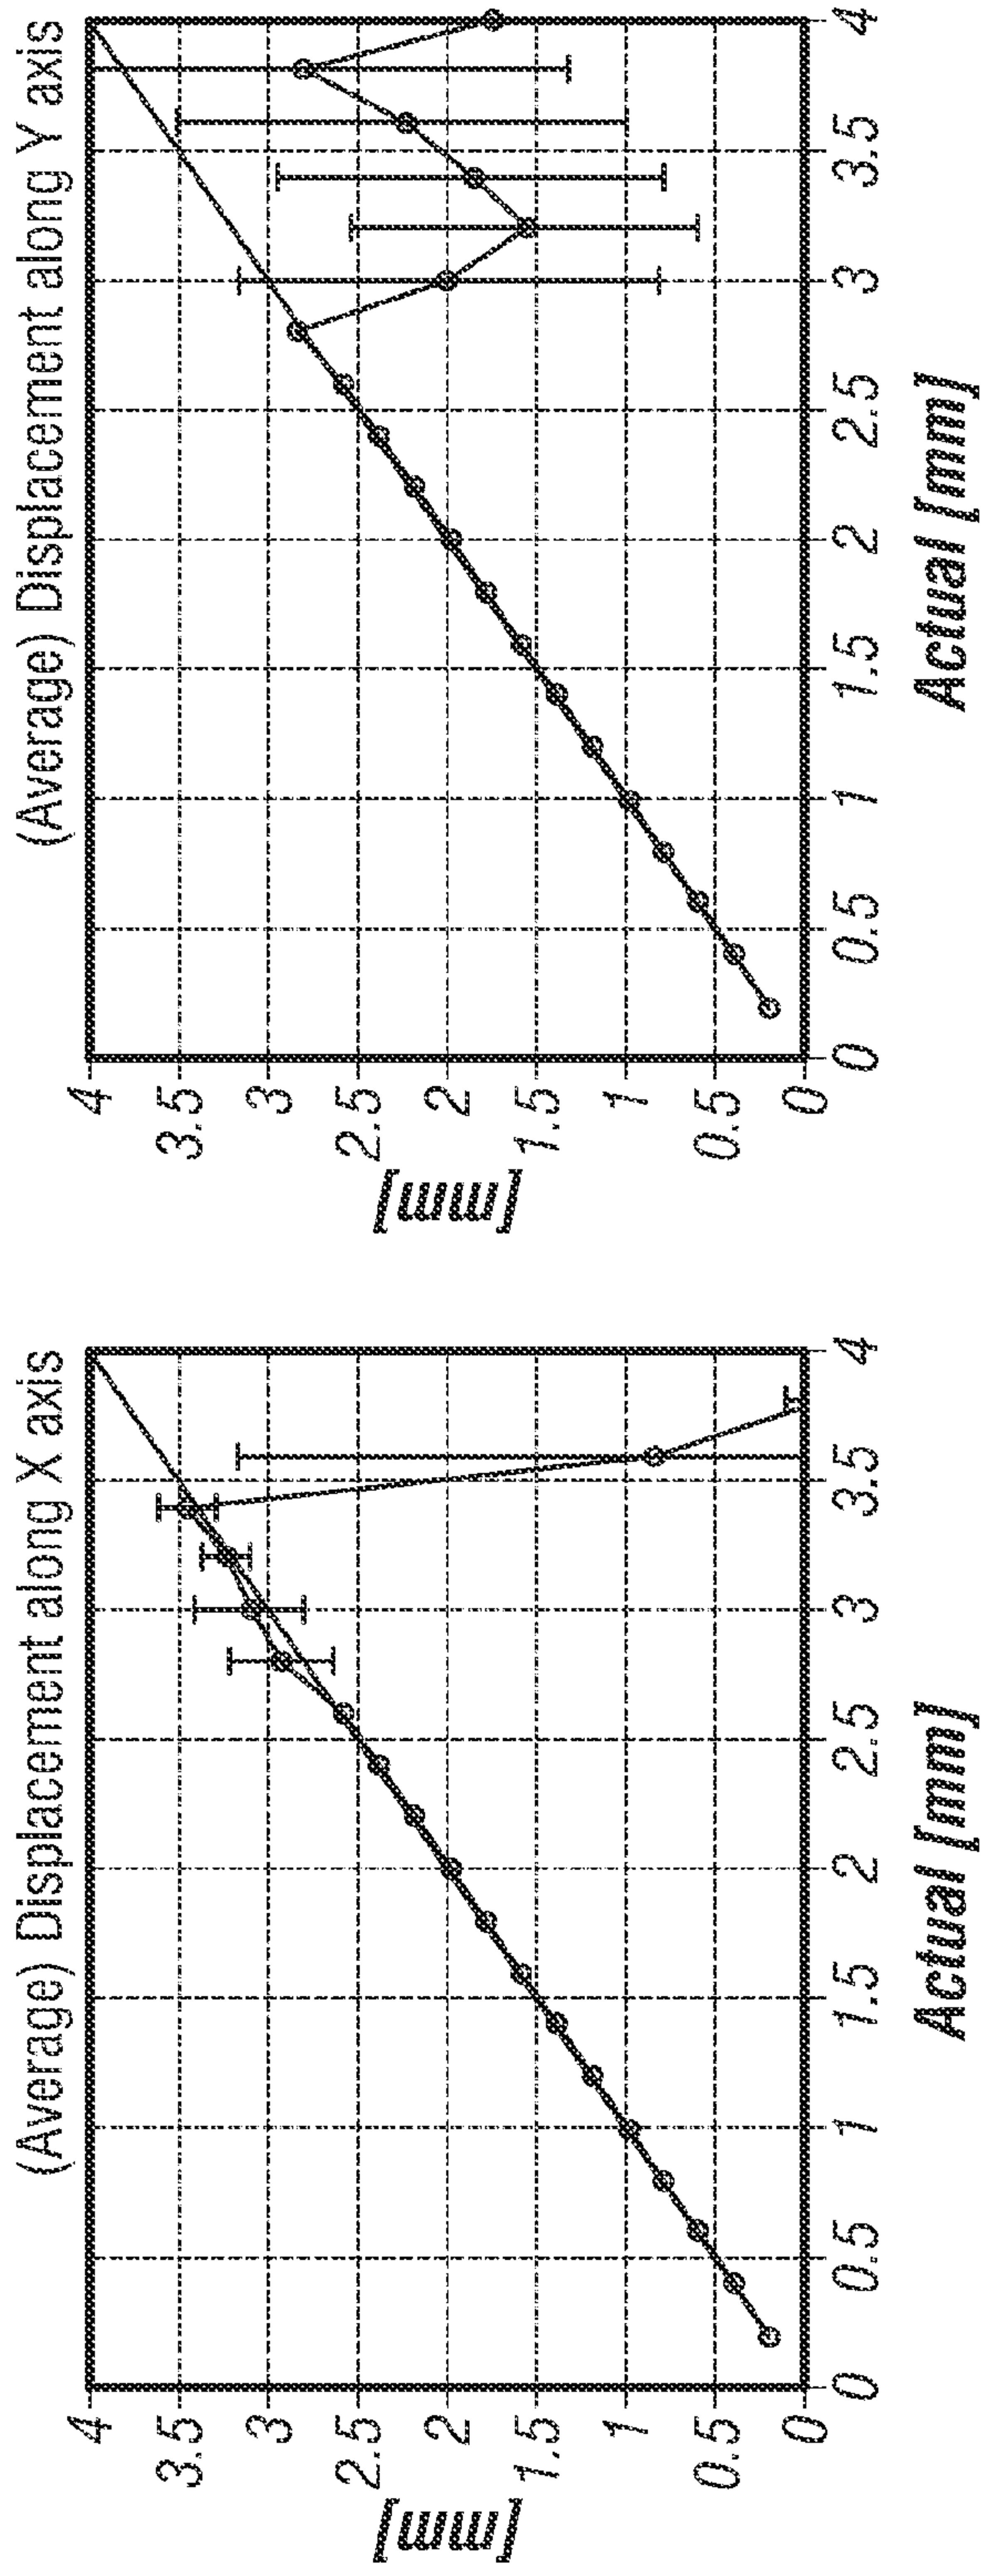 (Average) Displacement along X axis
[mm]
4
3.5
3
2.5
2
1.5
1
0.5
0
0 0.5 1 1.5 2 2.5 3 3.5 4
Actual [mm]
(Average) Displacement along Y axis
[mm]
4
3.5
3
2.5
2
1.5
1
0.5
0
0 0.5 1 1.5 2 2.5 3 3.5 4
Actual [mm]